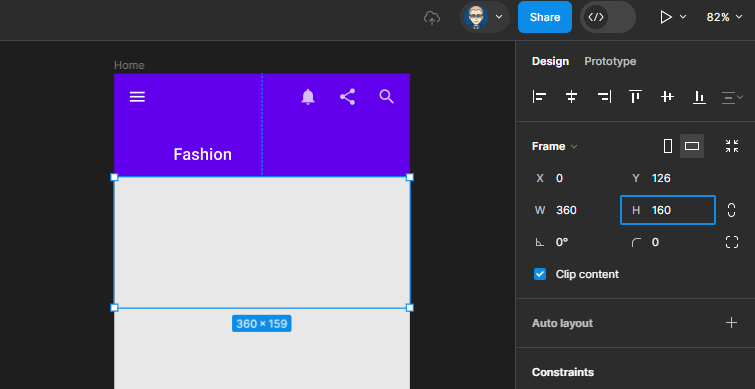 Share
82%
Home
Fashion
360 × 159
Design Prototype
Frame
X 0 Y 126
W 360 H 160
0° 0
Clip content
Auto layout
Constraints